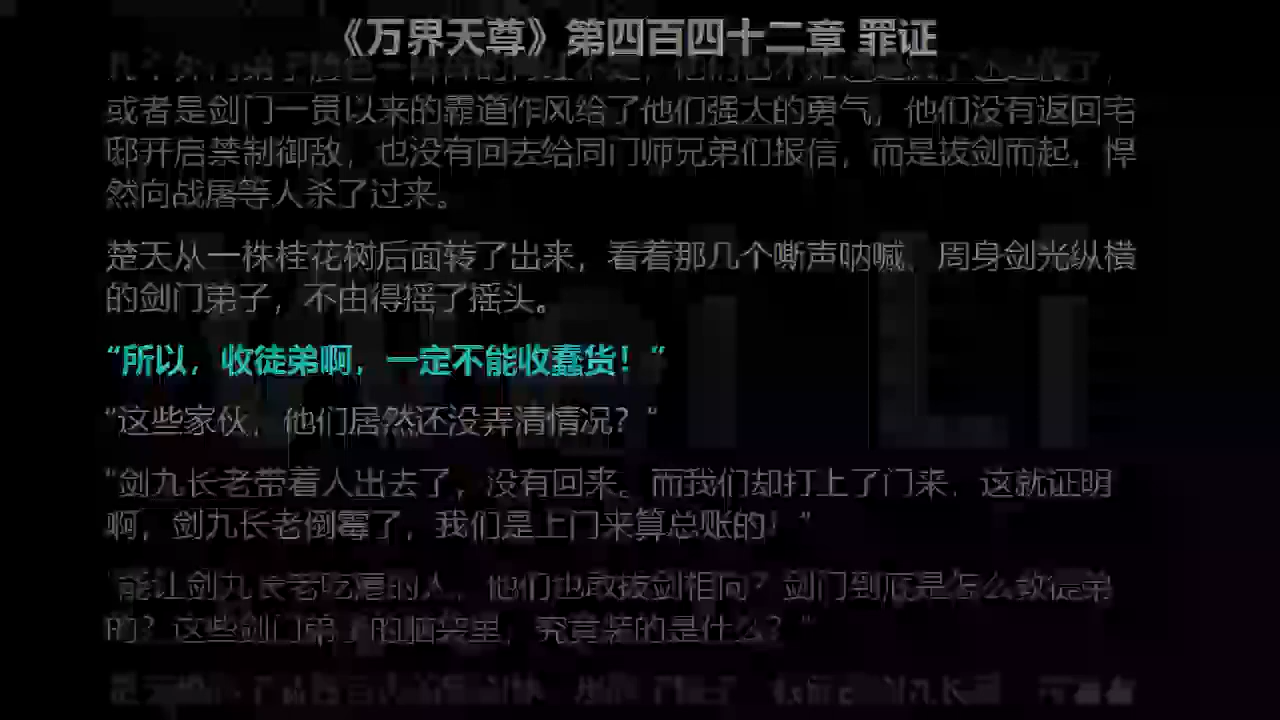 《万界天尊》第四百四十二章 罪证
或者是剑门一贯以来的霸道作风给了他们强大的勇气，他们没有返回宅
邸开启禁制御敌，也没有回去给同门师兄弟们报信，而是拔剑而起，悍
然向战屠等人杀了过来。
楚天从一株桂花树后面转了出来，看着那几个嘶声呐喊、周身剑光纵横
的剑门弟子，不由得摇了摇头。
“所以，收徒弟啊，一定不能收蠢货！”
“这些家伙，他们居然还没弄清情况？”
“剑九长老带着人出去了，没有回来。而我们却打上了门来，这就证明
啊，剑九长老倒霉了，我们是上门来算总账的！”
“能让剑九长老吃瘪的人，他们也敢拔剑相向？剑门到底是怎么教徒弟
的？这些剑门弟子的脑袋里，究竟装的是什么？”